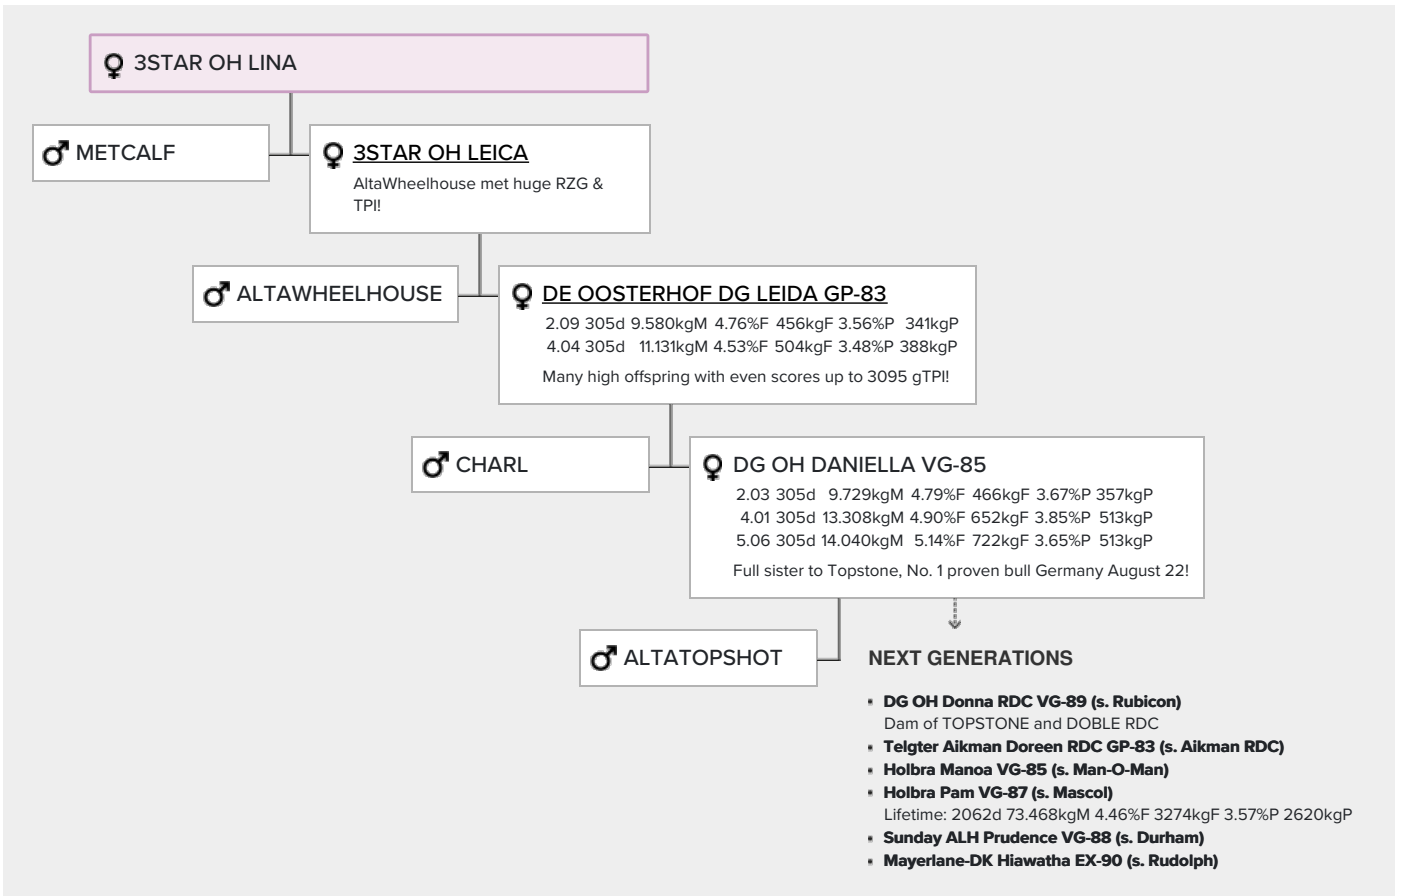 3STAR OH LINA
METCALF
3STAR OH LEICA
AltaWheelhouse met huge RZG &
TPI!
ALTAWHEELHOUSE
DE OOSTERHOF DG LEIDA GP-83
2.09 305d 9.580kgM 4.76%F 456kgF 3.56%P 341kgP
4.04 305d 11.131kgM 4.53%F 504kgF 3.48%P 388kgP
Many high offspring with even scores up to 3095 gTPI!
CHARL
DG OH DANIELLA VG-85
2.03 305d 9.729kgM 4.79%F 466kgF 3.67%P 357kgP
4.01 305d 13.308kgM 4.90%F 652kgF 3.85%P 513kgP
5.06 305d 14.040kgM 5.14%F 722kgF 3.65%P 513kgP
Full sister to Topstone, No. 1 proven bull Germany August 22!
ALTATOPSHOT
NEXT GENERATIONS
DG OH Donna RDC VG-89 (s. Rubicon)
Dam of TOPSTONE and DOBLE RDC
Telgter Aikman Doreen RDC GP-83 (s. Aikman RDC)
Holbra Manoa VG-85 (s. Man-O-Man)
Holbra Pam VG-87 (s. Mascol)
Lifetime: 2062d 73.468kgM 4.46%F 3274kgF 3.57%P 2620kgP
Sunday ALH Prudence VG-88 (s. Durham)
Mayerlane-DK Hiawatha EX-90 (s. Rudolph)